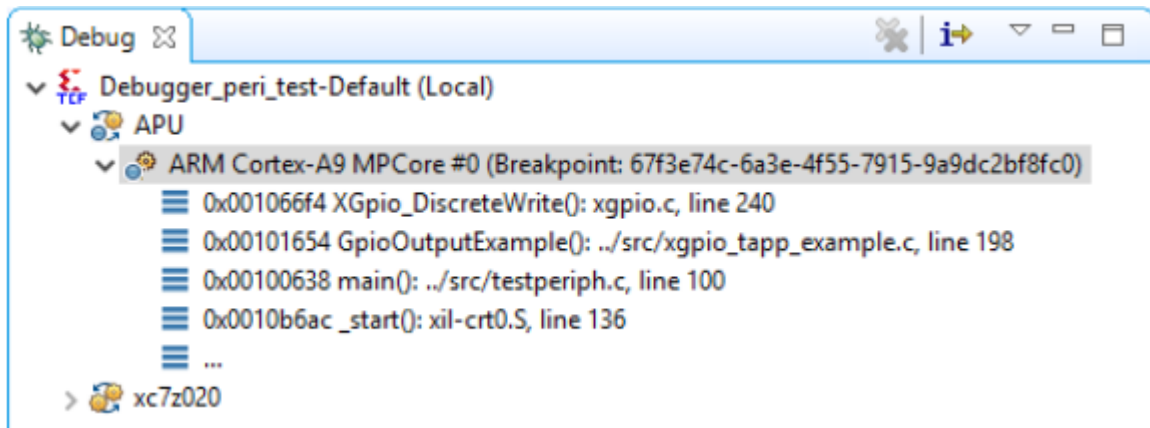 Debug
TCF Debugger_peri_test-Default (Local)
APU
ARM Cortex-A9 MPCore #0 (Breakpoint: 67f3e74c-6a3e-4f55-7915-9a9dc2bf8fc0)
0x001066f4 XGpio_DiscreteWrite(): xgpio.c, line 240
0x00101654 GpioOutputExample(): ../src/xgpio_tapp_example.c, line 198
0x00100638 main(): ../src/testperiph.c, line 100
0x0010b6ac _start(): xil-crt0.S, line 136
...
xc7z020